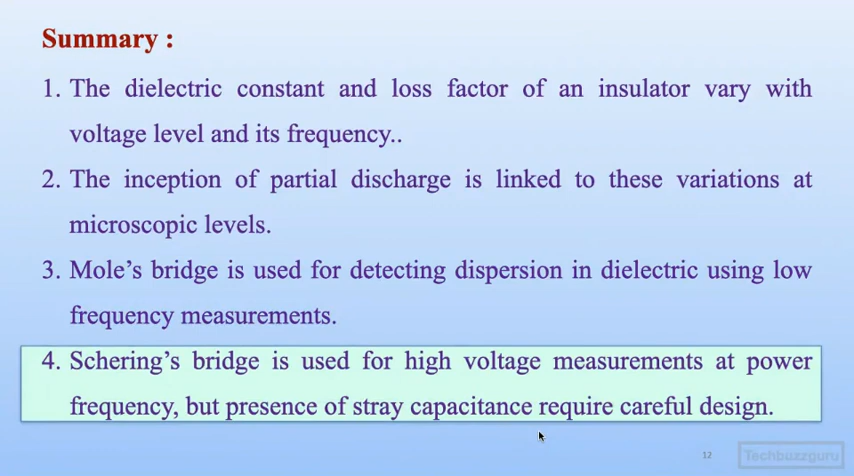 Summary :
1. The dielectric constant and loss factor of an insulator vary with
voltage level and its frequency..
2. The inception of partial discharge is linked to these variations at
microscopic levels.
3. Mole's bridge is used for detecting dispersion in dielectric using low
frequency measurements.
4. Schering's bridge is used for high voltage measurements at power
frequency, but presence of stray capacitance require careful design.
12
Techbuzzguru